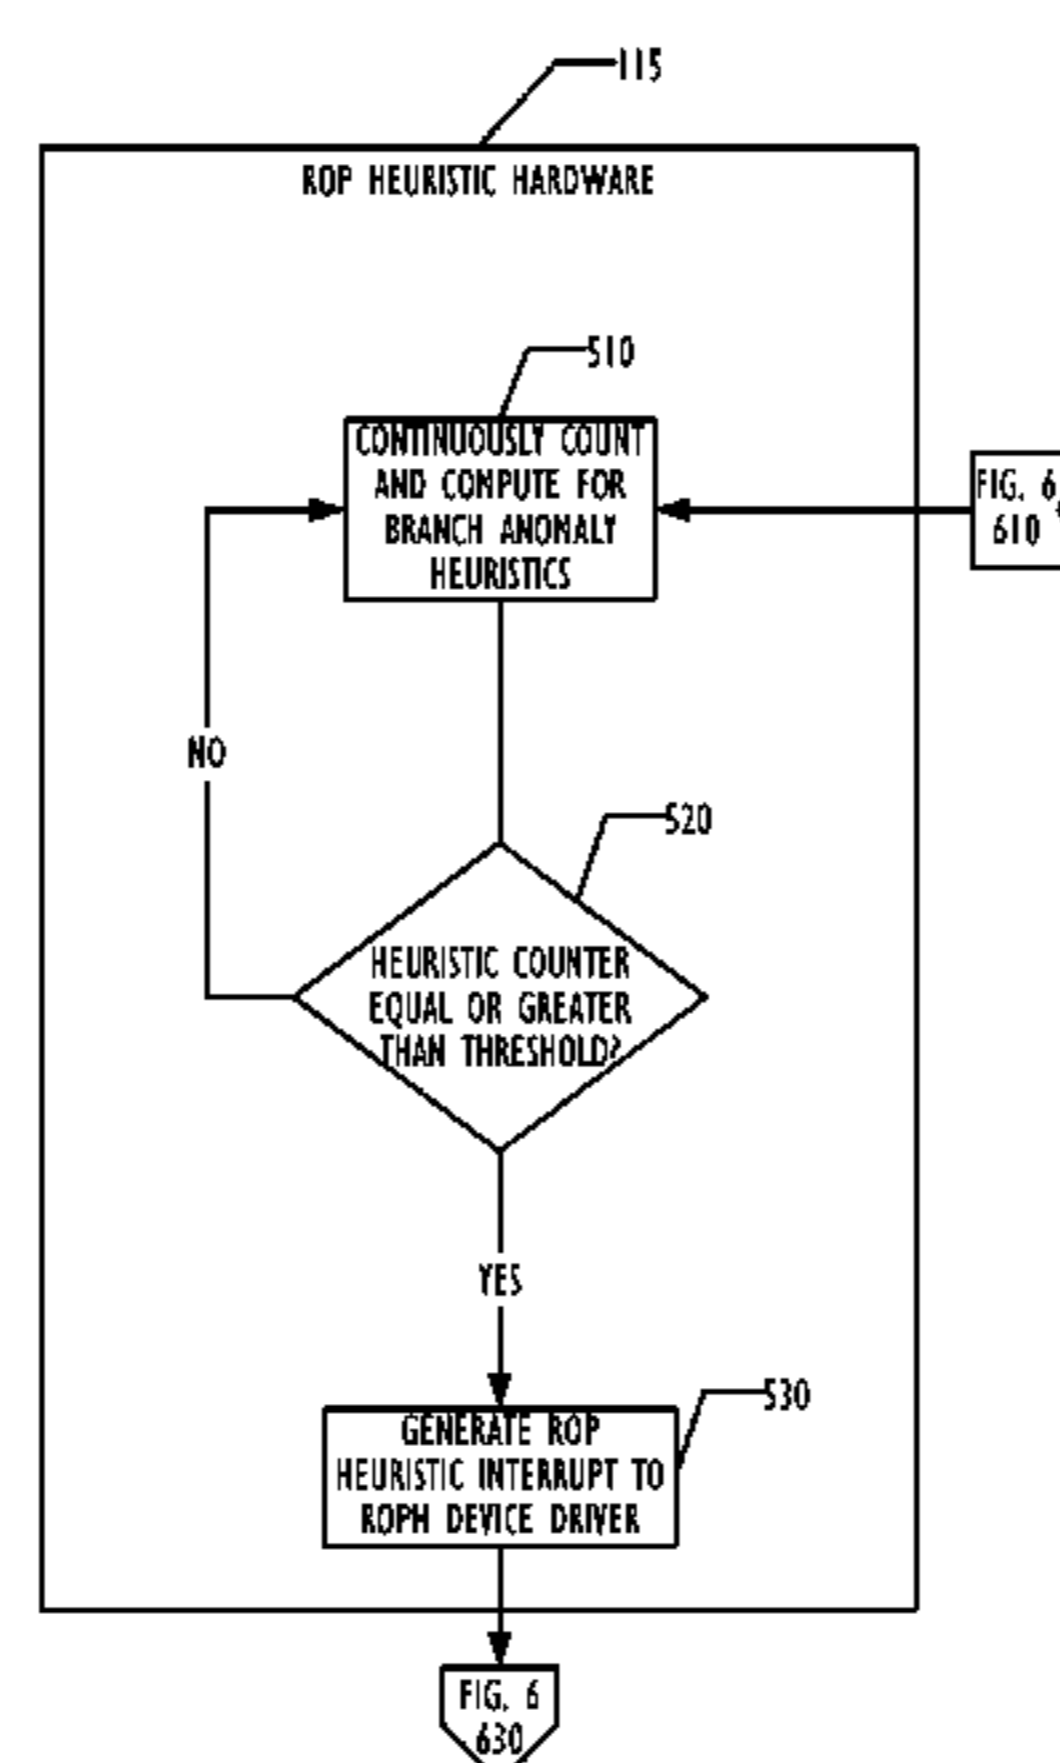 115
ROP HEURISTIC HARDWARE
510
CONTINUOUSLY COUNT
AND COMPUTE FOR
BRANCH ANOMALY
HEURISTICS
FIG. 6
610
NO
520
HEURISTIC COUNTER
EQUAL OR GREATER
THAN THRESHOLD?
YES
530
GENERATE ROP
HEURISTIC INTERRUPT TO
ROPH DEVICE DRIVER
FIG. 6
630